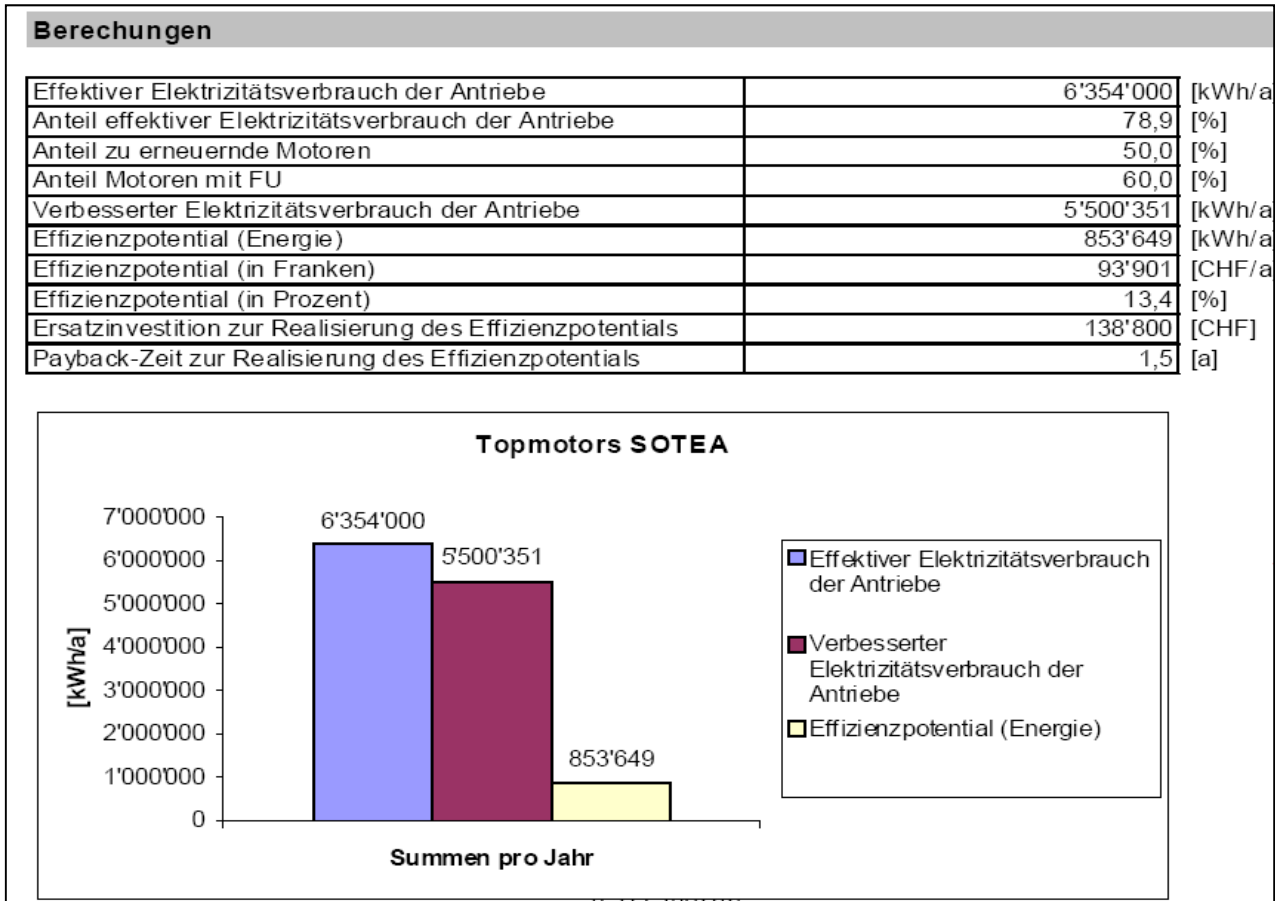 Berechungen
Effektiver Elektrizitätsverbrauch der Antriebe 6'354'000 [kWh/a]
Anteil effektiver Elektrizitätsverbrauch der Antriebe 78,9 [%]
Anteil zu erneuernde Motoren 50,0 [%]
Anteil Motoren mit FU 60,0 [%]
Verbesserter Elektrizitätsverbrauch der Antriebe 5'500'351 [kWh/a
Effizienzpotential (Energie) 853'649 [kWh/a
Effizienzpotential (in Franken) 93'901 [CHF/a
Effizienzpotential (in Prozent) 13,4 [%]
Ersatzinvestition zur Realisierung des Effizienzpotentials 138'800 [CHF]
Payback-Zeit zur Realisierung des Effizienzpotentials 1,5 [a]
Topmotors SOTEA
7'000'000
6'000'000
5'000'000
4'000'000
3'000'000
2'000'000
1'000'000
0
[kWh/a]
6'354'000
5'500'351
853'649
Summen pro Jahr
Effektiver Elektrizitätsverbrauch
der Antriebe
Verbesserter
Elektrizitätsverbrauch der
Antriebe
Effizienzpotential (Energie)